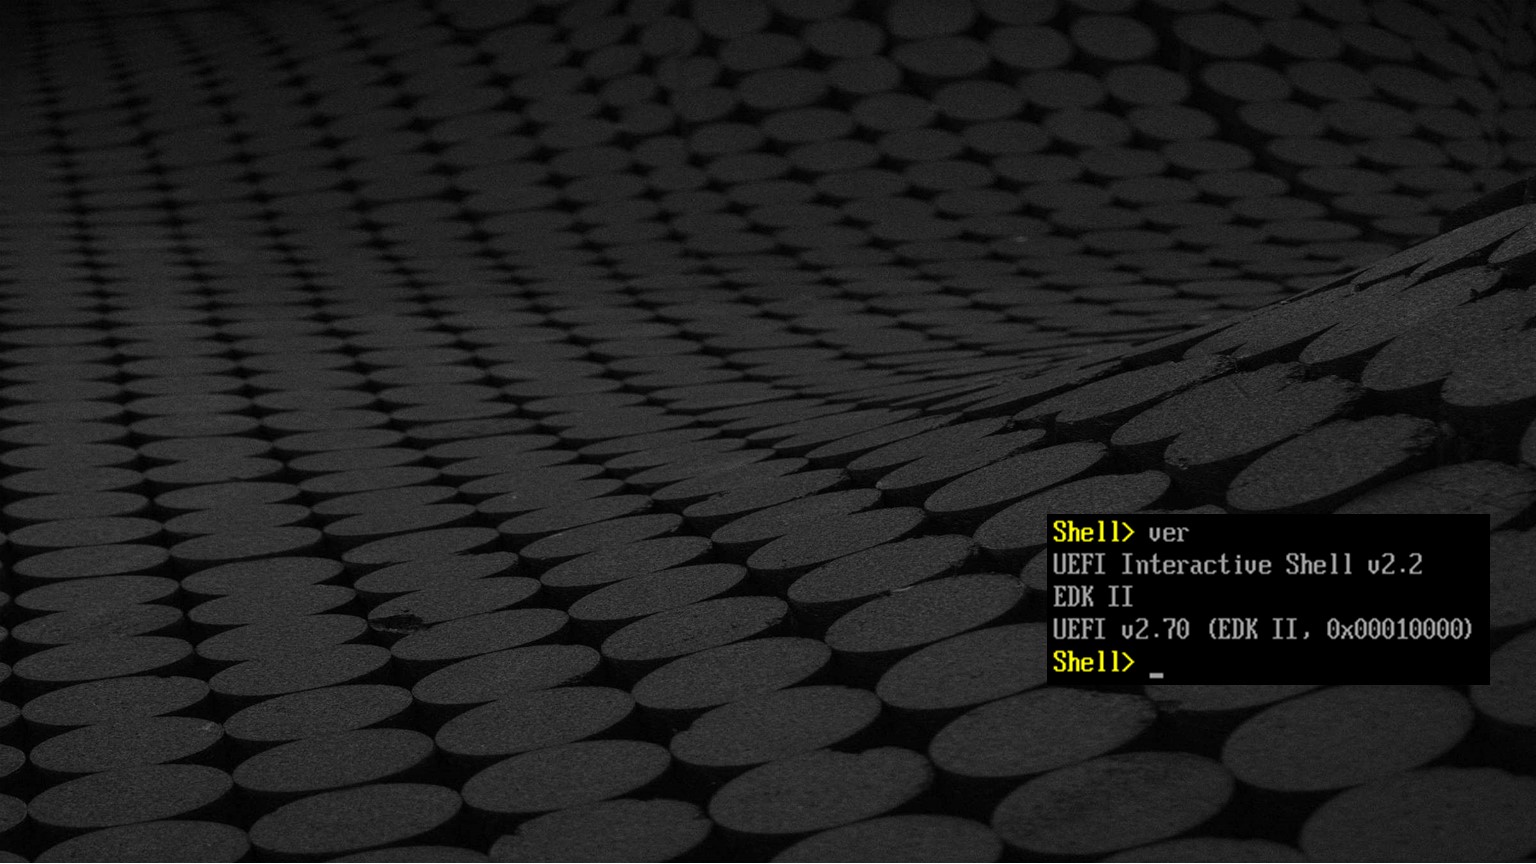 Shell> ver
UEFI Interactive Shell v2.2
EDK II
UEFI v2.70 (EDK II, 0x00010000)
Shell> _